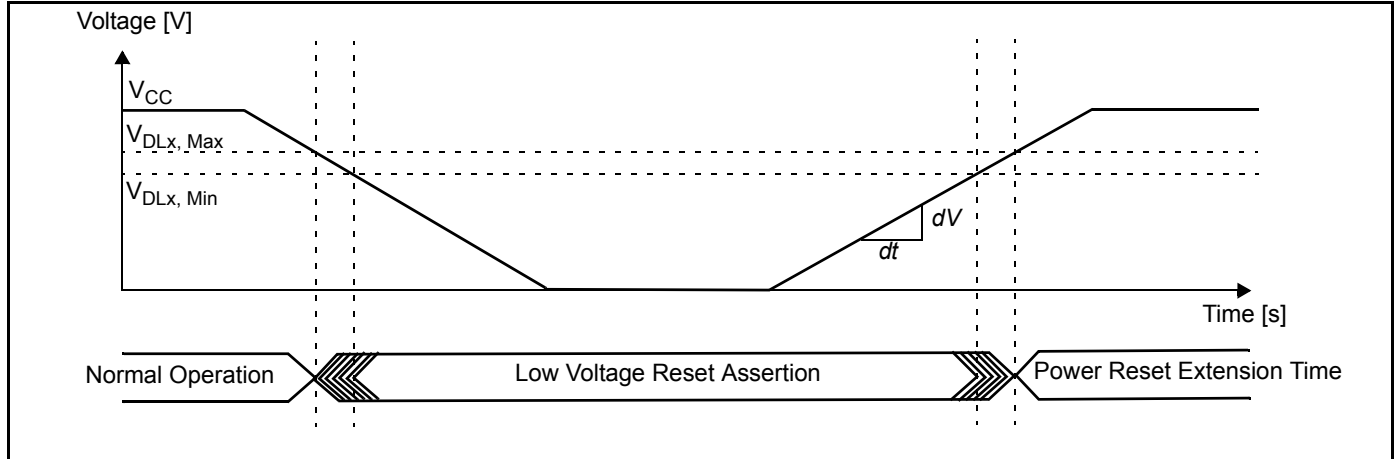 Voltage [V]
VCC
VDLx, Max
VDLx, Min
dV
dt
Time [s]
Normal Operation
Low Voltage Reset Assertion
Power Reset Extension Time